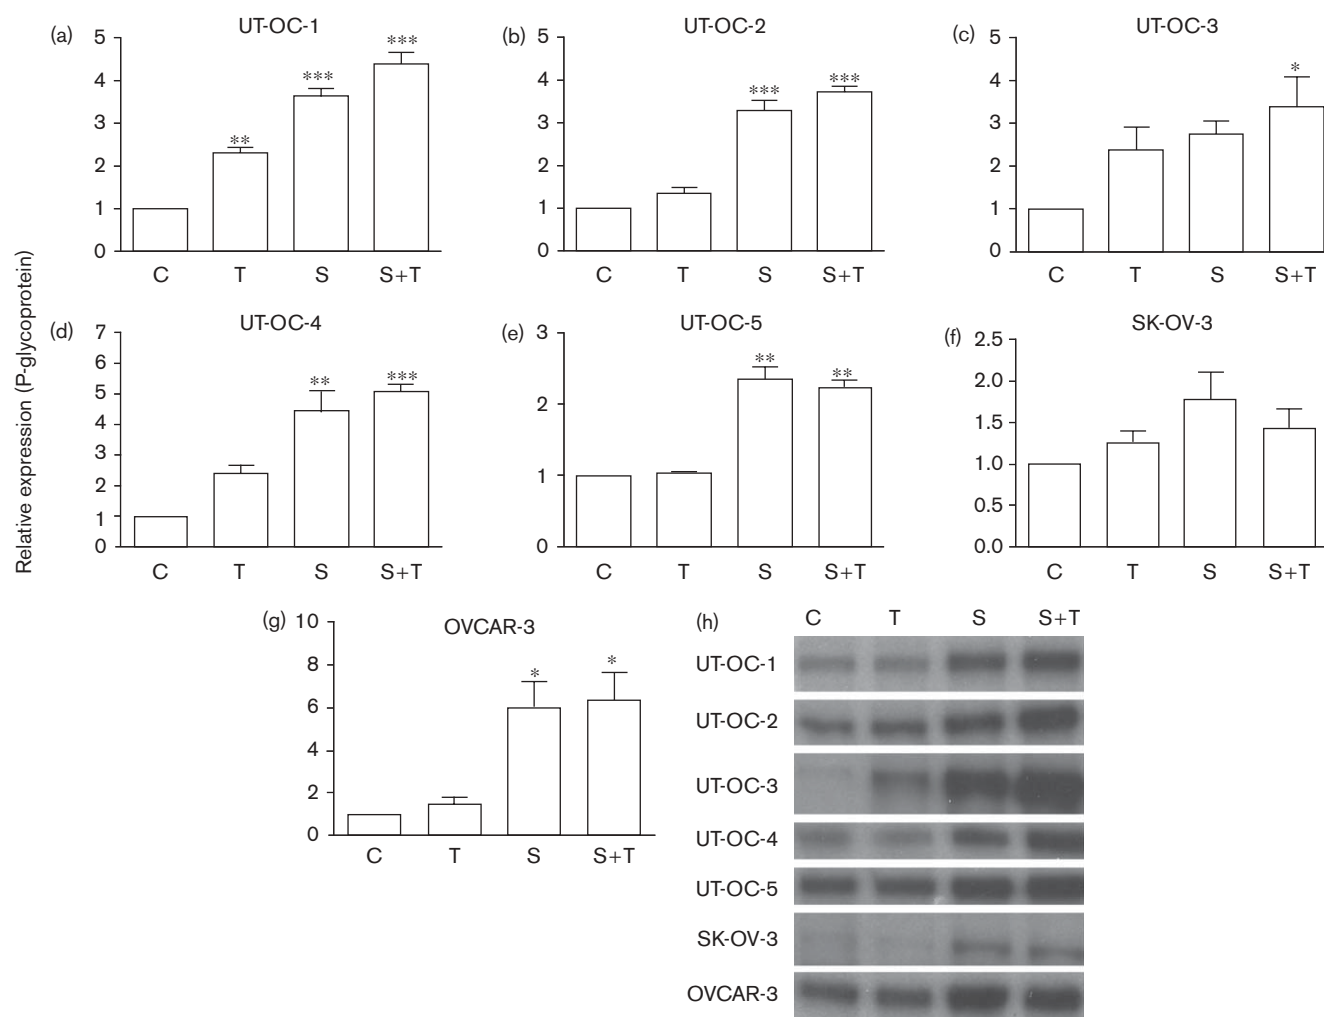 Relative expression (P-glycoprotein)
(a)
UT-OC-1
5
4
3
2
1
0
**
***
***
C T S S+T
(b)
UT-OC-2
5
4
3
2
1
0
***
***
C T S S+T
(c)
UT-OC-3
5
4
3
2
1
0
*
C T S S+T
(d)
UT-OC-4
7
6
5
4
3
2
1
0
**
***
C T S S+T
(e)
UT-OC-5
3
2
1
0
**
**
C T S S+T
(f)
SK-OV-3
2.5
2.0
1.5
1.0
0.5
0.0
C T S S+T
(g)
OVCAR-3
10
8
6
4
2
0
*
*
C T S S+T
(h)
C T S S+T
UT-OC-1
UT-OC-2
UT-OC-3
UT-OC-4
UT-OC-5
SK-OV-3
OVCAR-3